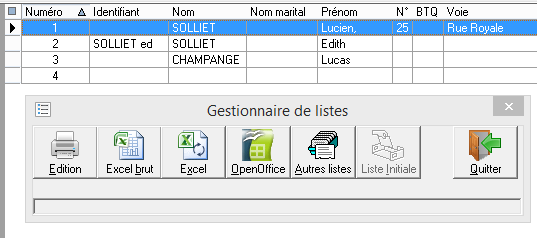 Numéro Identifiant Nom Nom marital Prénom N° BTQ Voie
1 SOLLIET Lucien, 25 Rue Royale
2 SOLLIET ed SOLLIET Edith
3 CHAMPANGE Lucas
4
Gestionnaire de listes
Edition Excel brut Excel OpenOffice Autres listes Liste Initiale Quitter